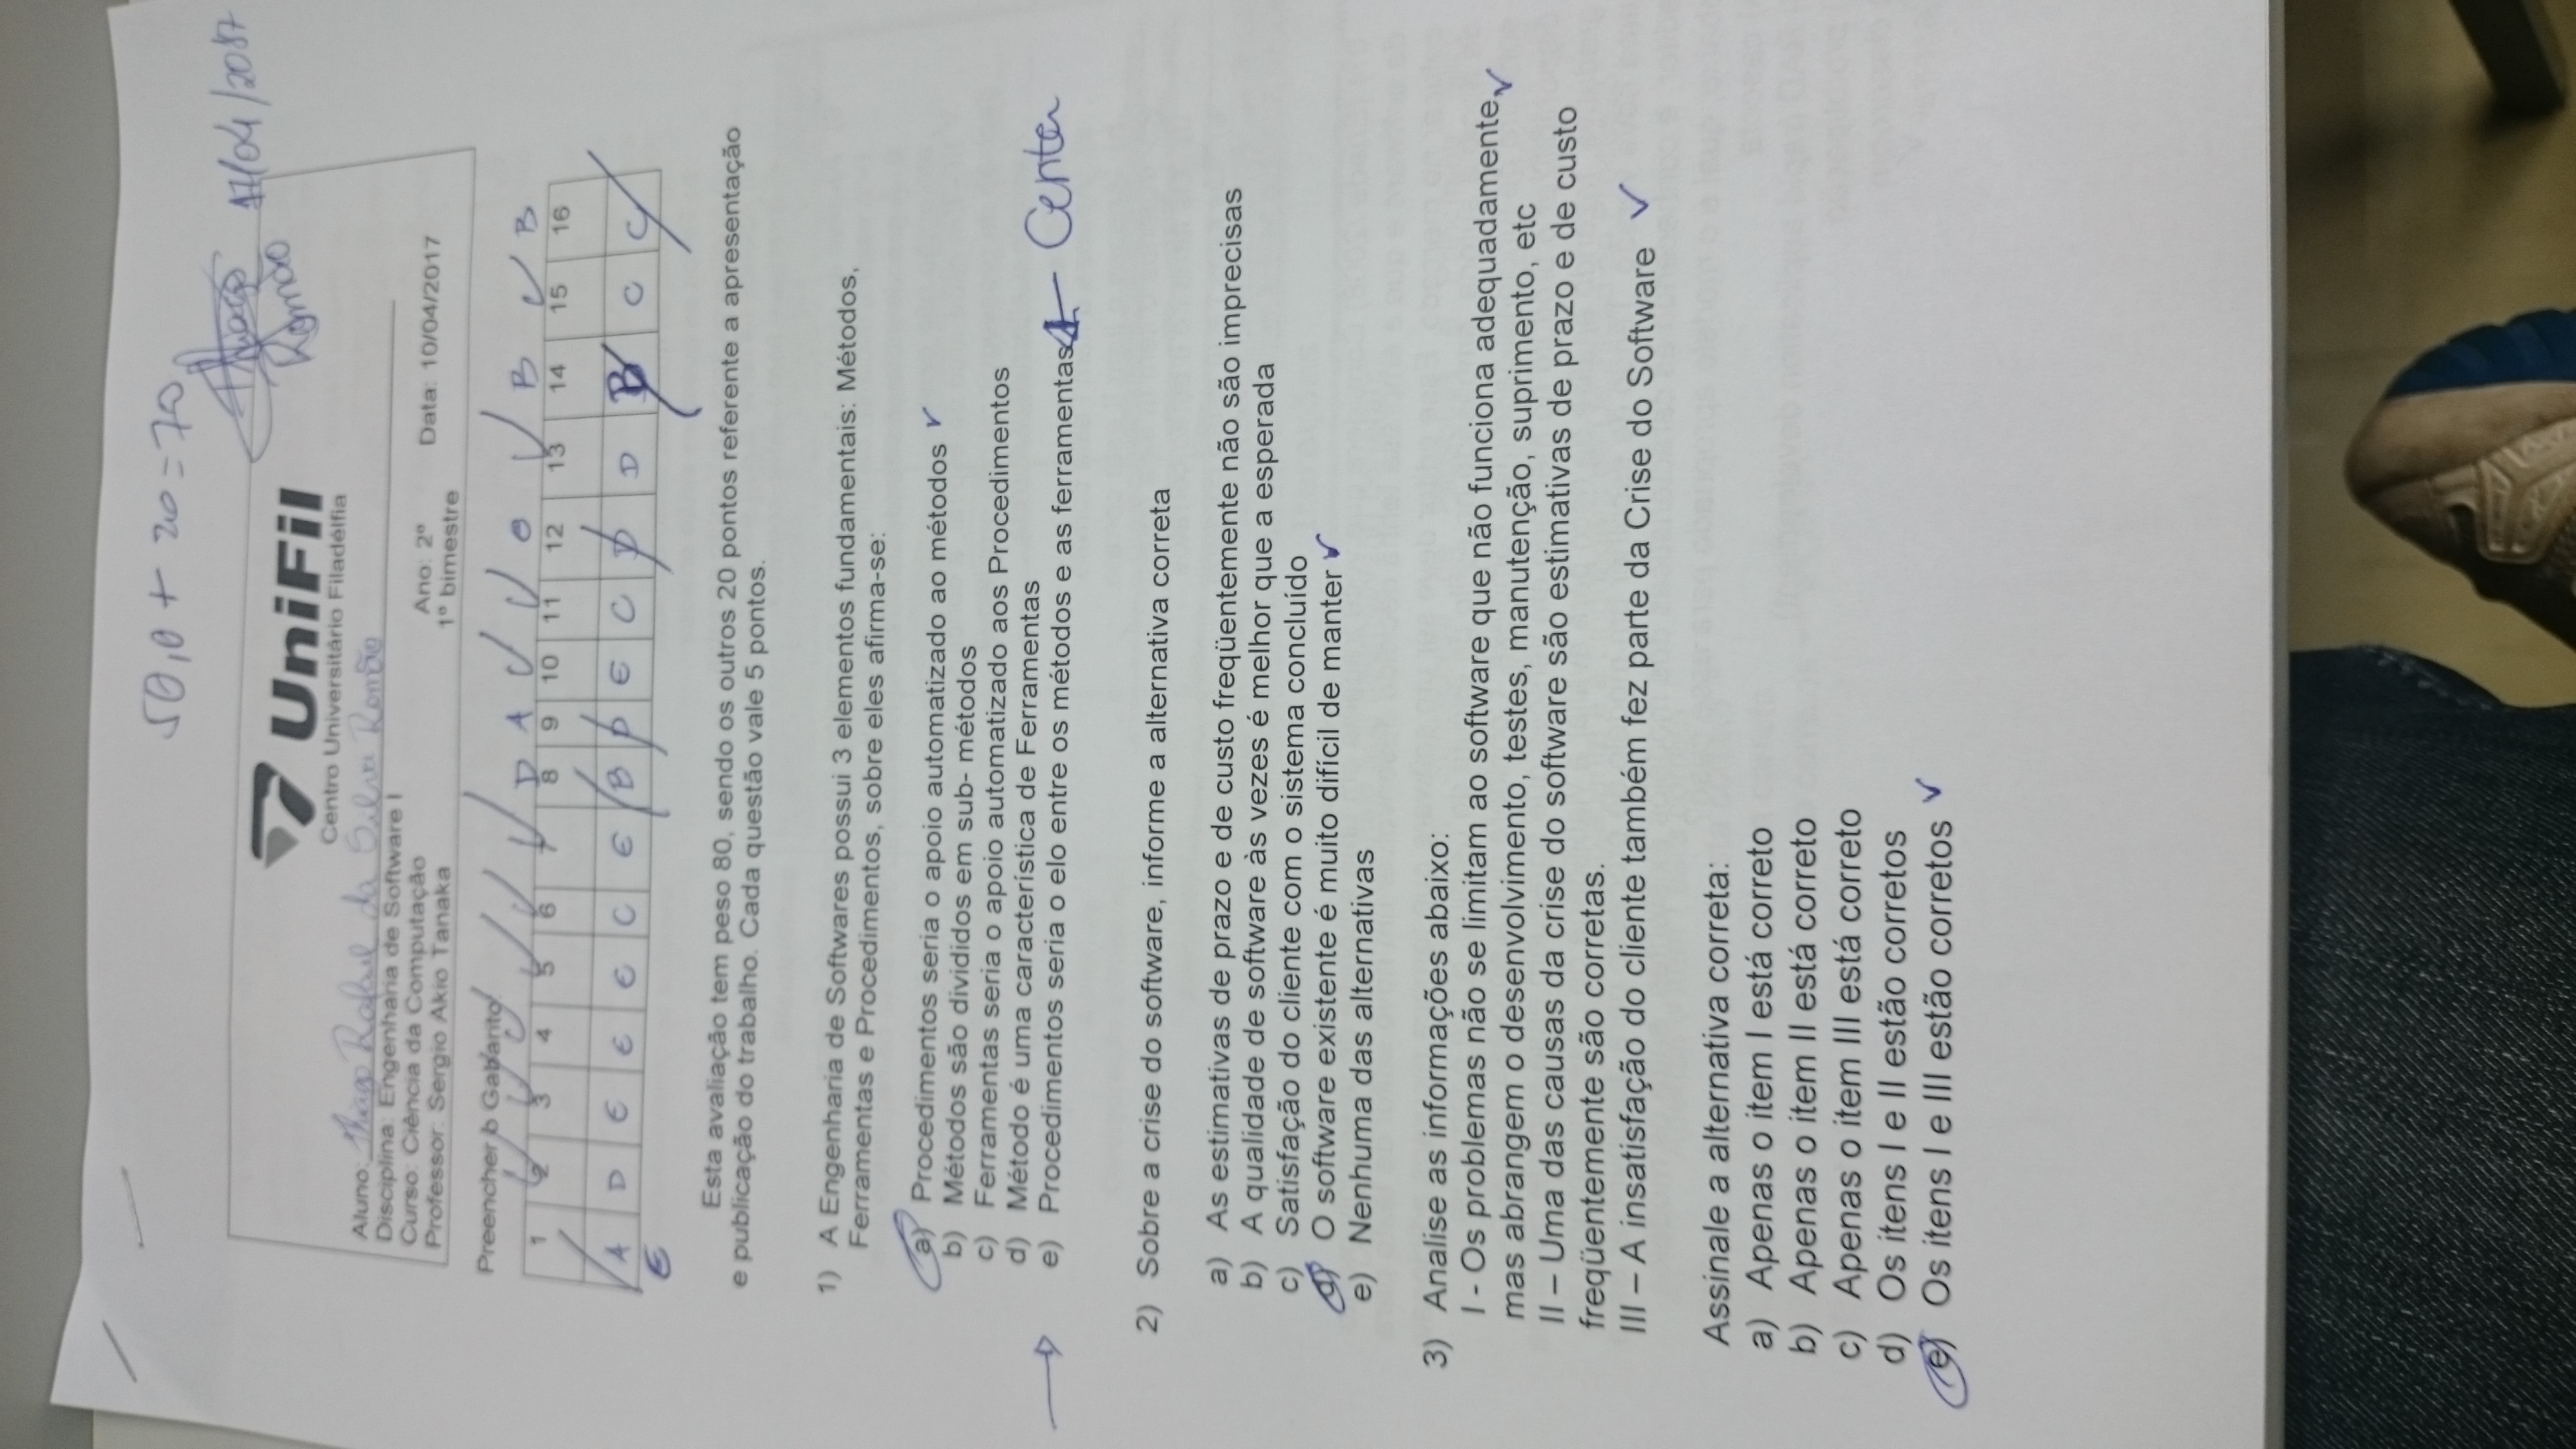 50,0 + 20 = 70
Thiago
Romão
17/04/2017
UniFil
Centro Universitário Filadélfia
Aluno: Thiago Rafael da Silva Romão
Disciplina: Engenharia de Software I
Curso: Ciência da Computação Ano: 2º Data: 10/04/2017
Professor: Sergio Akio Tanaka 1º bimestre
Preencher o Gabarito:
D A B B
1 2 3 4 5 6 7 8 9 10 11 12 13 14 15 16
A D E E E C E B D E C D D B C C
E
Esta avaliação tem peso 80, sendo os outros 20 pontos referente a apresentação
e publicação do trabalho. Cada questão vale 5 pontos.
1) A Engenharia de Softwares possui 3 elementos fundamentais: Métodos,
Ferramentas e Procedimentos, sobre eles afirma-se:
a) Procedimentos seria o apoio automatizado ao métodos
b) Métodos são divididos em sub- métodos
c) Ferramentas seria o apoio automatizado aos Procedimentos
d) Método é uma característica de Ferramentas
e) Procedimentos seria o elo entre os métodos e as ferramentas Certa
2) Sobre a crise do software, informe a alternativa correta
a) As estimativas de prazo e de custo freqüentemente não são imprecisas
b) A qualidade de software às vezes é melhor que a esperada
c) Satisfação do cliente com o sistema concluído
d) O software existente é muito difícil de manter
e) Nenhuma das alternativas
3) Analise as informações abaixo:
I - Os problemas não se limitam ao software que não funciona adequadamente,
mas abrangem o desenvolvimento, testes, manutenção, suprimento, etc
II – Uma das causas da crise do software são estimativas de prazo e de custo
freqüentemente são corretas.
III – A insatisfação do cliente também fez parte da Crise do Software
Assinale a alternativa correta:
a) Apenas o item I está correto
b) Apenas o item II está correto
c) Apenas o item III está correto
d) Os itens I e II estão corretos
e) Os itens I e III estão corretos